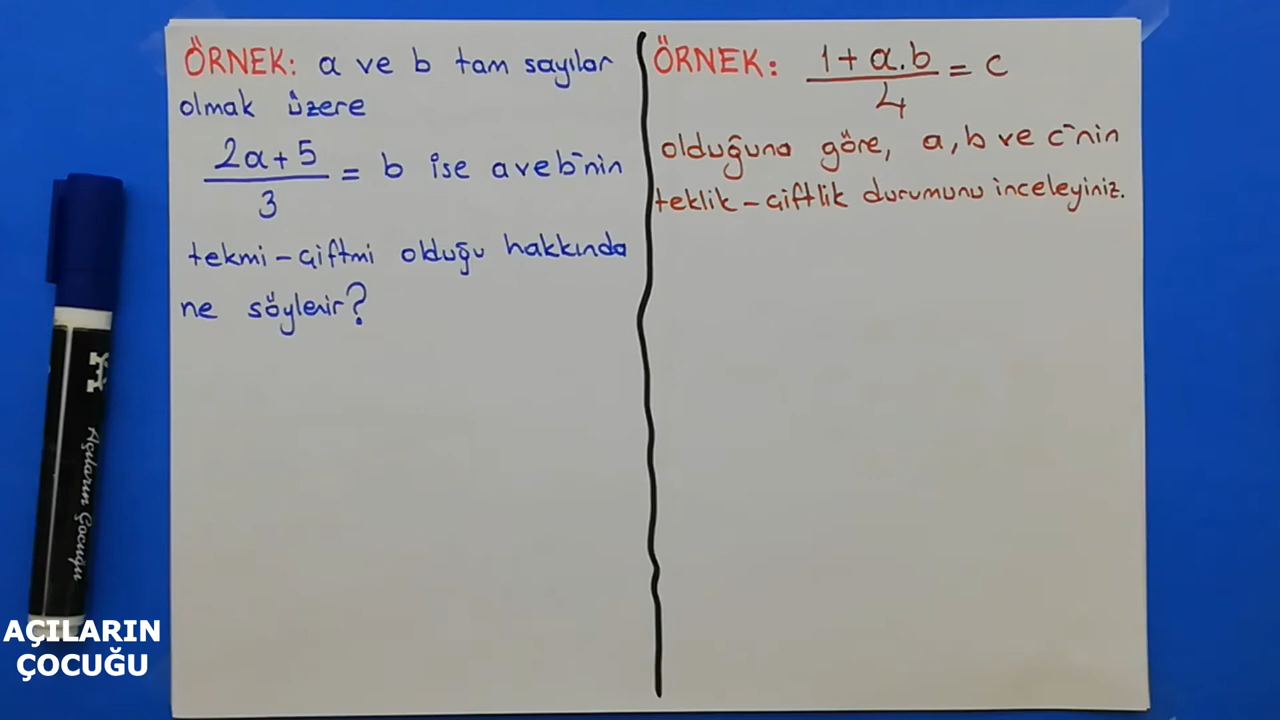 ÖRNEK: a ve b tam sayılar
olmak üzere
2a+5
3
= b ise a ve b'nin
tekmi-çiftmi olduğu hakkında
ne söylenir?
ÖRNEK: 1+a.b
4
= c
olduğuna göre, a, b ve c'nin
teklik-çiftlik durumunu inceleyiniz.
Açıların Çocuğu
AÇILARIN
ÇOCUĞU